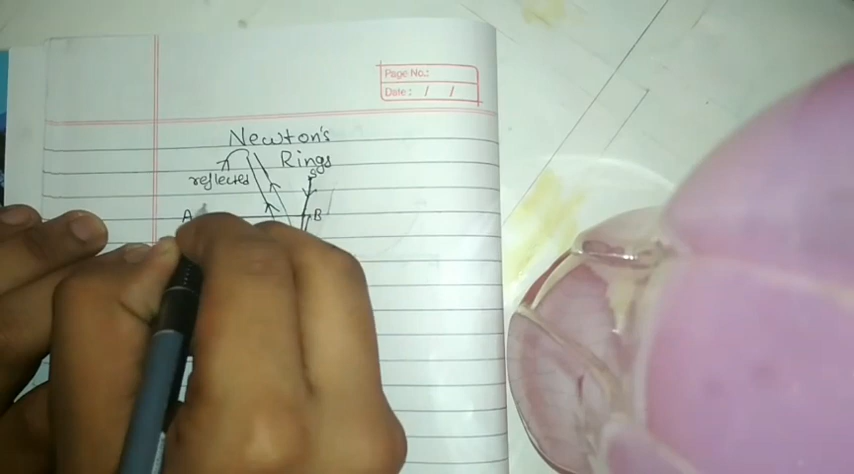 Page No.:
Date: / /
Newton's
Rings
reflected
S
A
B